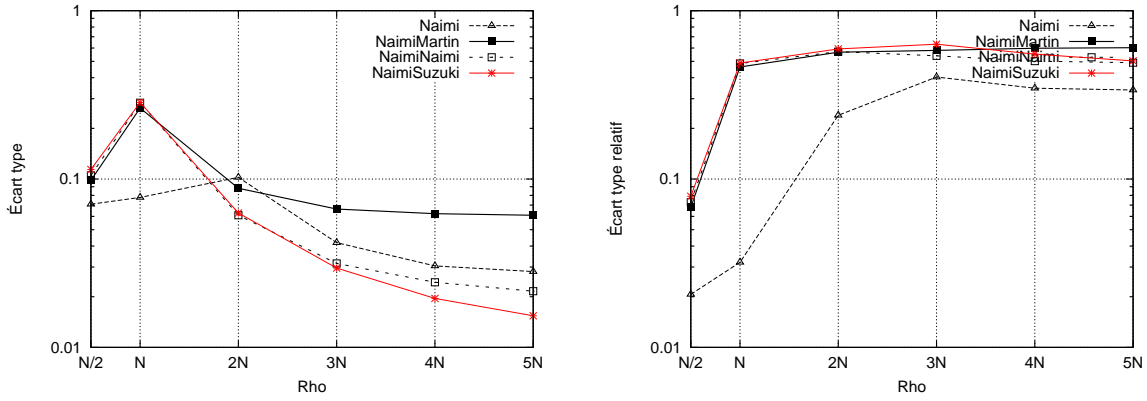 1
0.1
0.01
N/2
N
2N
3N
4N
5N
Écart type
Rho
Naimi
NaimiMartin
NaimiNaimi
NaimiSuzuki
1
0.1
0.01
N/2
N
2N
3N
4N
5N
Écart type relatif
Rho
Naimi
NaimiMartin
NaimiNaimi
NaimiSuzuki